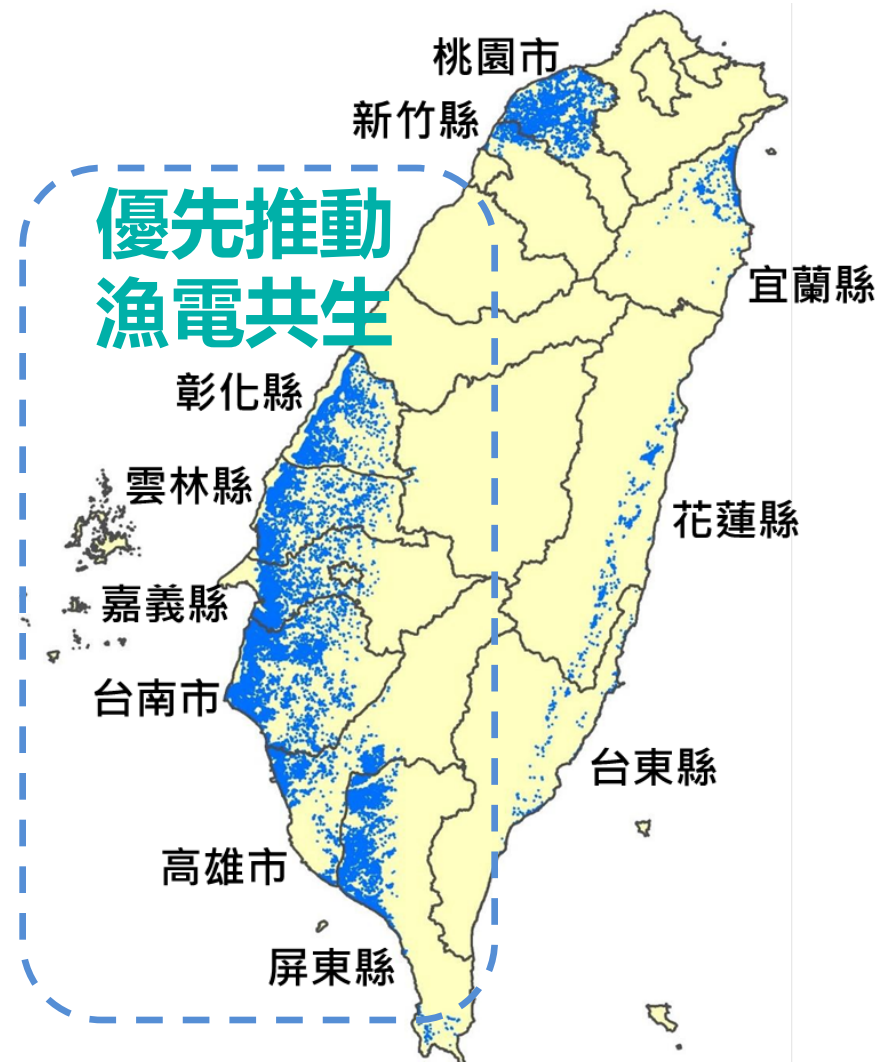 桃園市
新竹縣
優先推動
漁電共生
宜蘭縣
彰化縣
雲林縣
花蓮縣
嘉義縣
台南市
台東縣
高雄市
屏東縣